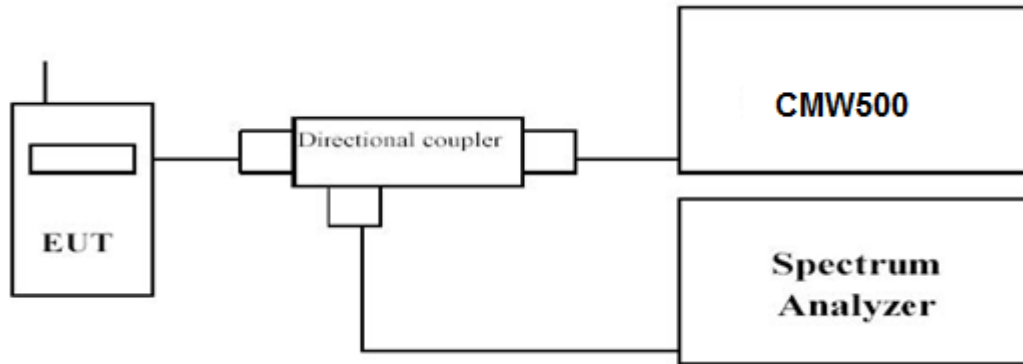 EUT
Directional coupler
CMW500
Spectrum
Analyzer